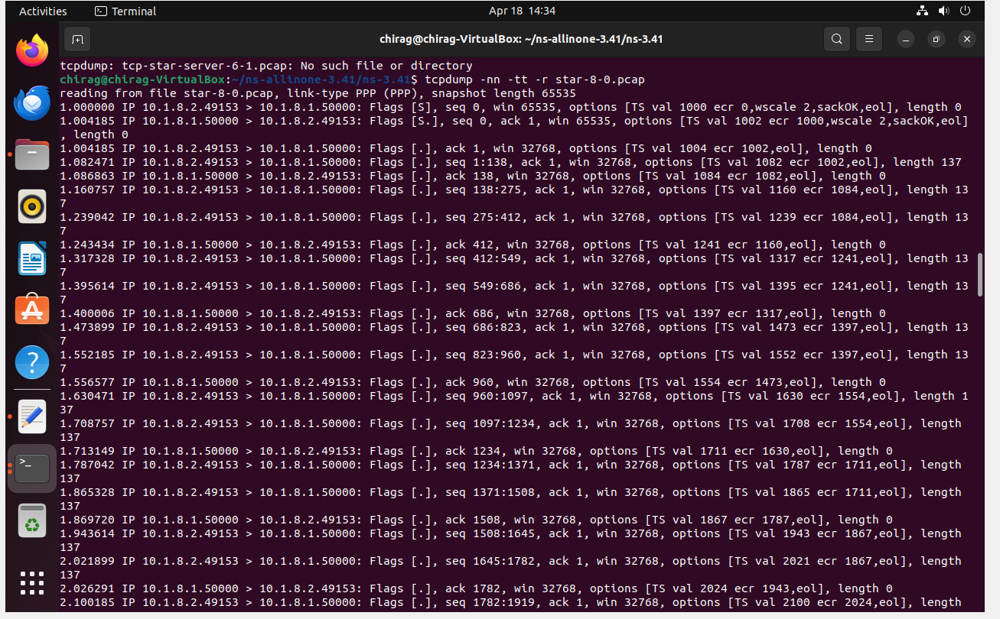 Activities Terminal Apr 18 14:34
chirag@chirag-VirtualBox: ~/ns-allinone-3.41/ns-3.41
tcpdump: tcp-star-server-6-1.pcap: No such file or directory
chirag@chirag-VirtualBox:~/ns-allinone-3.41/ns-3.41$ tcpdump -nn -tt -r star-8-0.pcap
reading from file star-8-0.pcap, link-type PPP (PPP), snapshot length 65535
1.000000 IP 10.1.8.2.49153 > 10.1.8.1.50000: Flags [S], seq 0, win 65535, options [TS val 1000 ecr 0,wscale 2,sackOK,eol], length 0
1.004185 IP 10.1.8.1.50000 > 10.1.8.2.49153: Flags [S.], seq 0, ack 1, win 65535, options [TS val 1002 ecr 1000,wscale 2,sackOK,eol]
, length 0
1.004185 IP 10.1.8.2.49153 > 10.1.8.1.50000: Flags [.], ack 1, win 32768, options [TS val 1004 ecr 1002,eol], length 0
1.082471 IP 10.1.8.2.49153 > 10.1.8.1.50000: Flags [.], seq 1:138, ack 1, win 32768, options [TS val 1082 ecr 1002,eol], length 137
1.086863 IP 10.1.8.1.50000 > 10.1.8.2.49153: Flags [.], ack 138, win 32768, options [TS val 1084 ecr 1082,eol], length 0
1.160757 IP 10.1.8.2.49153 > 10.1.8.1.50000: Flags [.], seq 138:275, ack 1, win 32768, options [TS val 1160 ecr 1084,eol], length 13
7
1.239042 IP 10.1.8.2.49153 > 10.1.8.1.50000: Flags [.], seq 275:412, ack 1, win 32768, options [TS val 1239 ecr 1084,eol], length 13
7
1.243434 IP 10.1.8.1.50000 > 10.1.8.2.49153: Flags [.], ack 412, win 32768, options [TS val 1241 ecr 1160,eol], length 0
1.317328 IP 10.1.8.2.49153 > 10.1.8.1.50000: Flags [.], seq 412:549, ack 1, win 32768, options [TS val 1317 ecr 1241,eol], length 13
7
1.395614 IP 10.1.8.2.49153 > 10.1.8.1.50000: Flags [.], seq 549:686, ack 1, win 32768, options [TS val 1395 ecr 1241,eol], length 13
7
1.400006 IP 10.1.8.1.50000 > 10.1.8.2.49153: Flags [.], ack 686, win 32768, options [TS val 1397 ecr 1317,eol], length 0
1.473899 IP 10.1.8.2.49153 > 10.1.8.1.50000: Flags [.], seq 686:823, ack 1, win 32768, options [TS val 1473 ecr 1397,eol], length 13
7
1.552185 IP 10.1.8.2.49153 > 10.1.8.1.50000: Flags [.], seq 823:960, ack 1, win 32768, options [TS val 1552 ecr 1397,eol], length 13
7
1.556577 IP 10.1.8.1.50000 > 10.1.8.2.49153: Flags [.], ack 960, win 32768, options [TS val 1554 ecr 1473,eol], length 0
1.630471 IP 10.1.8.2.49153 > 10.1.8.1.50000: Flags [.], seq 960:1097, ack 1, win 32768, options [TS val 1630 ecr 1554,eol], length 1
37
1.708757 IP 10.1.8.2.49153 > 10.1.8.1.50000: Flags [.], seq 1097:1234, ack 1, win 32768, options [TS val 1708 ecr 1554,eol], length
137
1.713149 IP 10.1.8.1.50000 > 10.1.8.2.49153: Flags [.], ack 1234, win 32768, options [TS val 1711 ecr 1630,eol], length 0
1.787042 IP 10.1.8.2.49153 > 10.1.8.1.50000: Flags [.], seq 1234:1371, ack 1, win 32768, options [TS val 1787 ecr 1711,eol], length
137
1.865328 IP 10.1.8.2.49153 > 10.1.8.1.50000: Flags [.], seq 1371:1508, ack 1, win 32768, options [TS val 1865 ecr 1711,eol], length
137
1.869720 IP 10.1.8.1.50000 > 10.1.8.2.49153: Flags [.], ack 1508, win 32768, options [TS val 1867 ecr 1787,eol], length 0
1.943614 IP 10.1.8.2.49153 > 10.1.8.1.50000: Flags [.], seq 1508:1645, ack 1, win 32768, options [TS val 1943 ecr 1867,eol], length
137
2.021899 IP 10.1.8.2.49153 > 10.1.8.1.50000: Flags [.], seq 1645:1782, ack 1, win 32768, options [TS val 2021 ecr 1867,eol], length
137
2.026291 IP 10.1.8.1.50000 > 10.1.8.2.49153: Flags [.], ack 1782, win 32768, options [TS val 2024 ecr 1943,eol], length 0
2.100185 IP 10.1.8.2.49153 > 10.1.8.1.50000: Flags [.], seq 1782:1919, ack 1, win 32768, options [TS val 2100 ecr 2024,eol], length